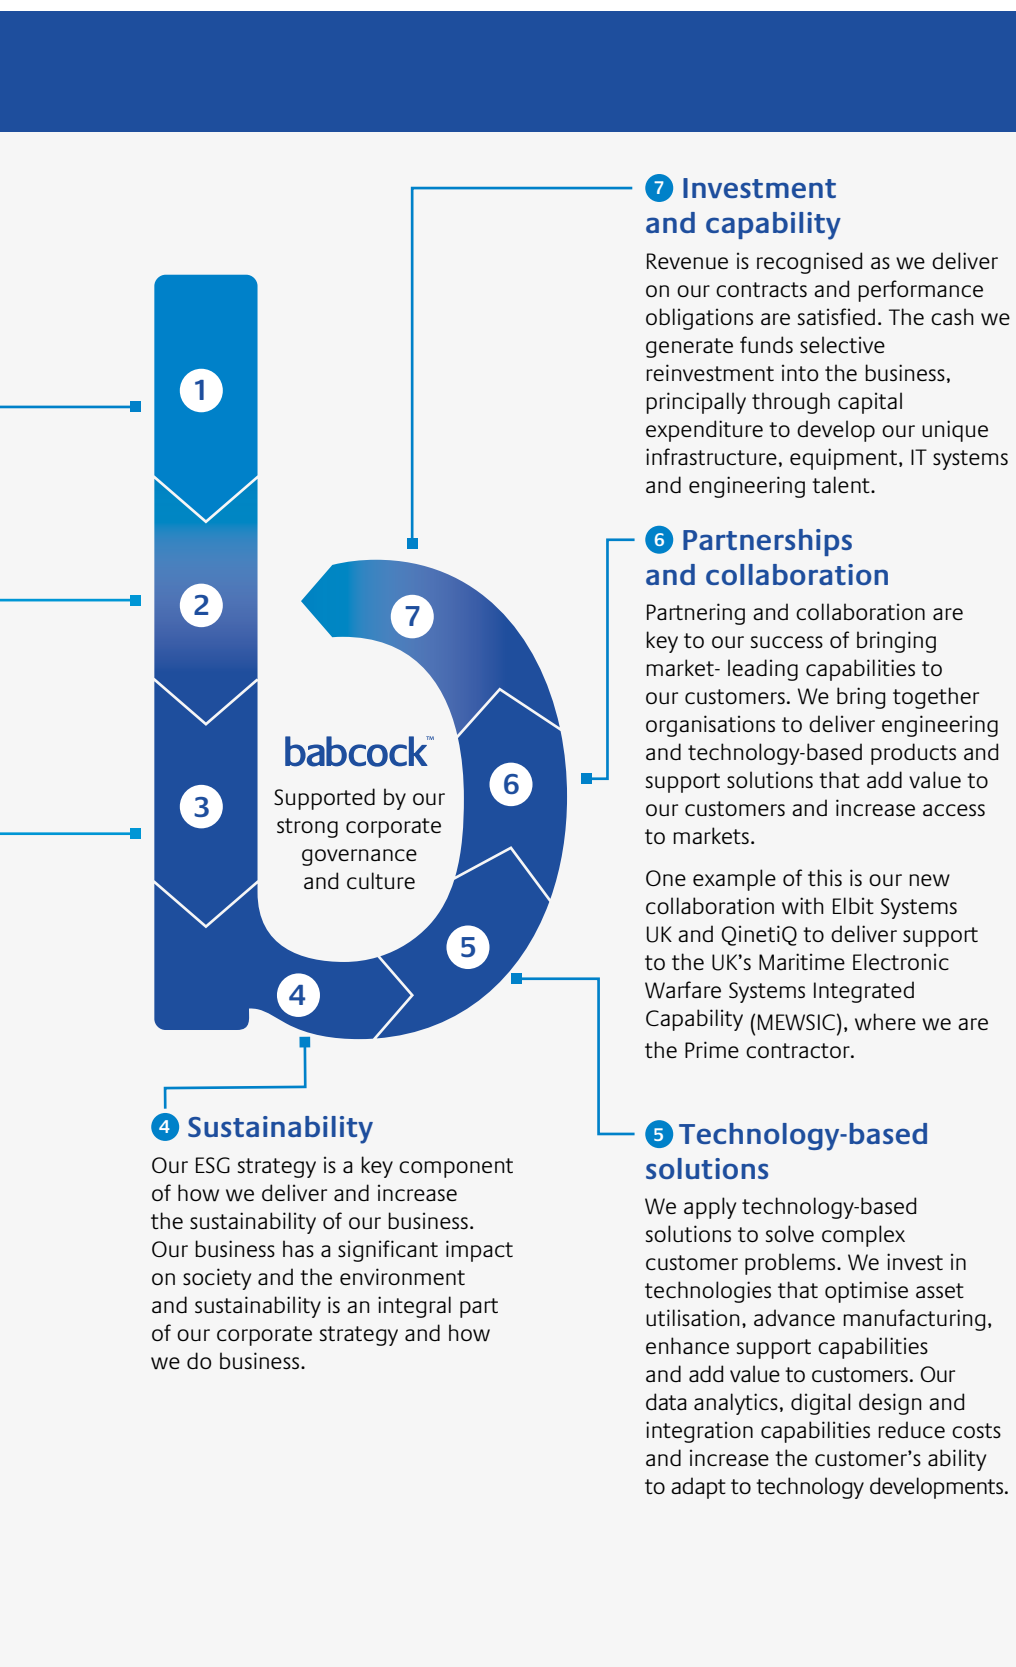 1
2
3
4
5
6
7
babcock™
Supported by our
strong corporate
governance
and culture
4 Sustainability
Our ESG strategy is a key component
of how we deliver and increase
the sustainability of our business.
Our business has a significant impact
on society and the environment
and sustainability is an integral part
of our corporate strategy and how
we do business.
7 Investment
and capability
Revenue is recognised as we deliver
on our contracts and performance
obligations are satisfied. The cash we
generate funds selective
reinvestment into the business,
principally through capital
expenditure to develop our unique
infrastructure, equipment, IT systems
and engineering talent.
6 Partnerships
and collaboration
Partnering and collaboration are
key to our success of bringing
market- leading capabilities to
our customers. We bring together
organisations to deliver engineering
and technology-based products and
support solutions that add value to
our customers and increase access
to markets.
One example of this is our new
collaboration with Elbit Systems
UK and QinetiQ to deliver support
to the UK’s Maritime Electronic
Warfare Systems Integrated
Capability (MEWSIC), where we are
the Prime contractor.
5 Technology-based
solutions
We apply technology-based
solutions to solve complex
customer problems. We invest in
technologies that optimise asset
utilisation, advance manufacturing,
enhance support capabilities
and add value to customers. Our
data analytics, digital design and
integration capabilities reduce costs
and increase the customer’s ability
to adapt to technology developments.